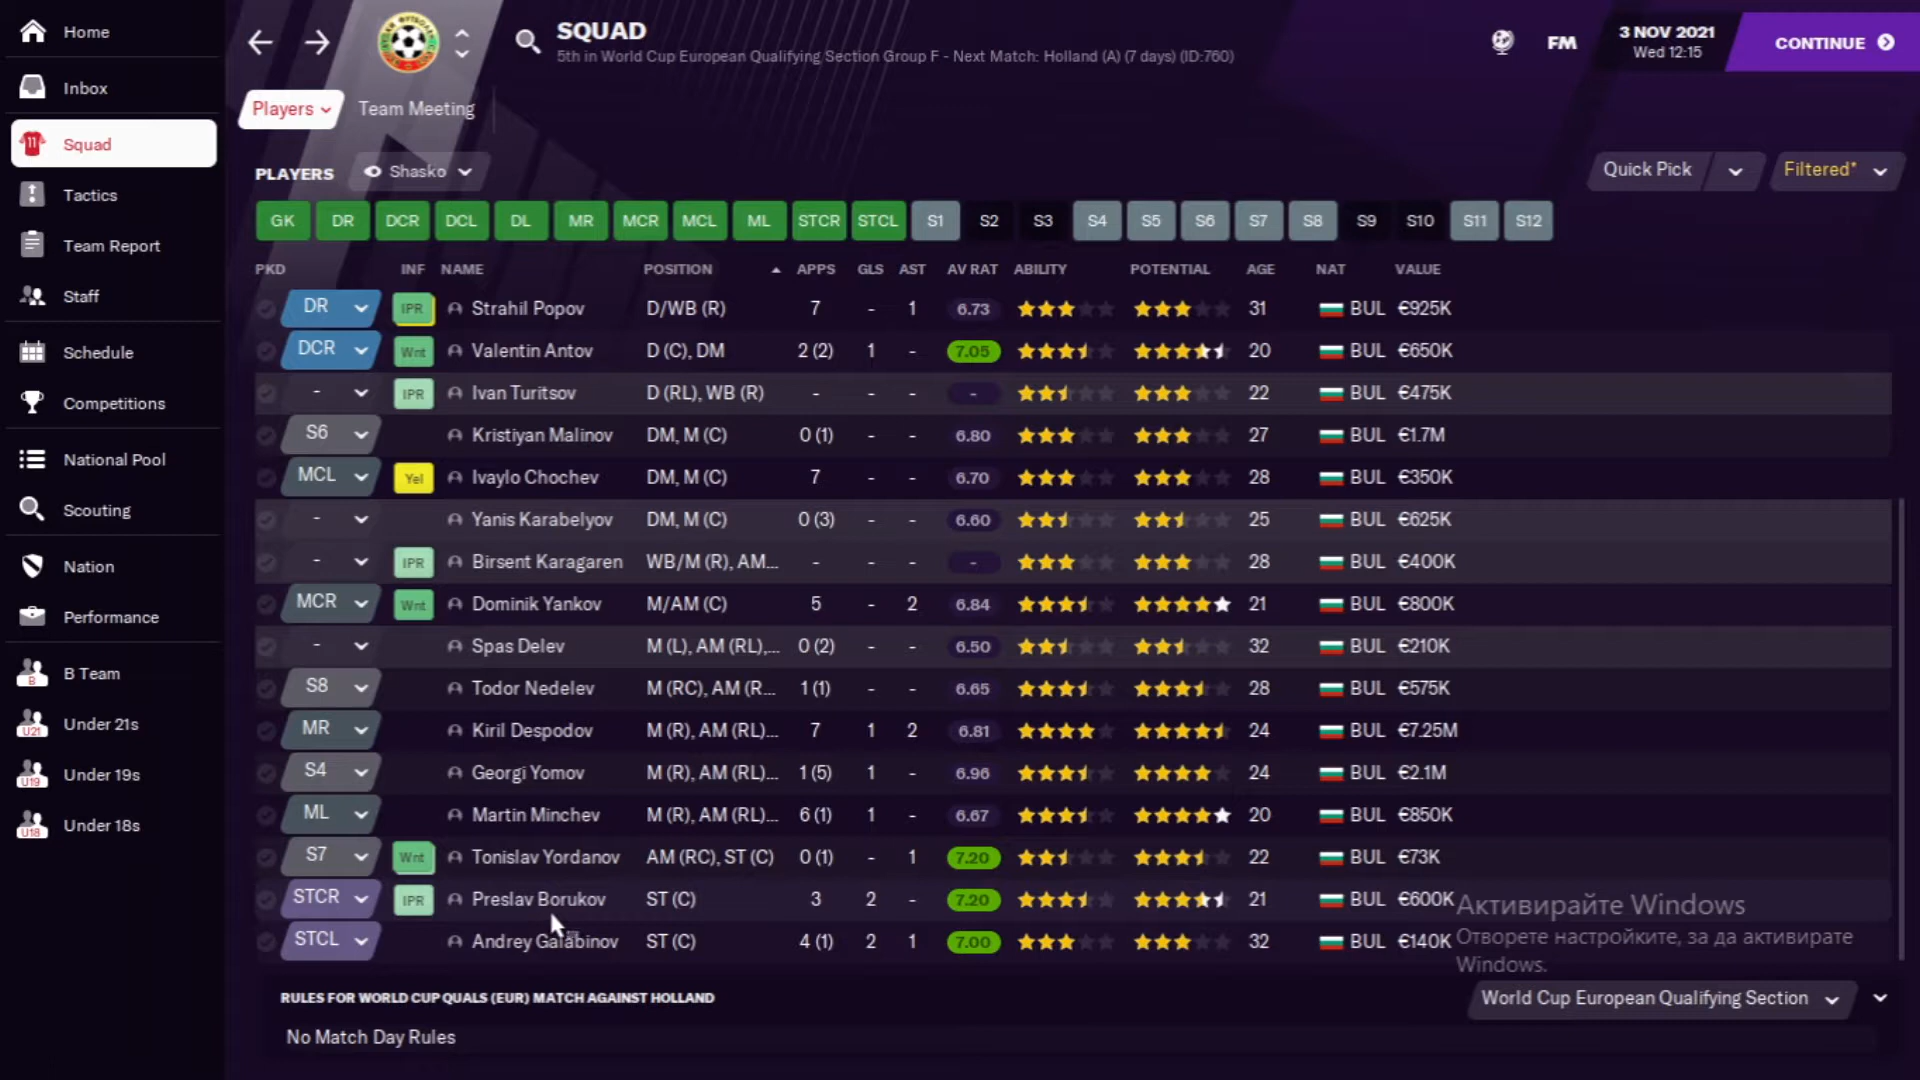 Home
Inbox
Squad
Tactics
Team Report
Staff
Schedule
Competitions
National Pool
Scouting
Nation
Performance
B Team
Under 21s
Under 19s
Under 18s
SQUAD
5th in World Cup European Qualifying Section Group F - Next Match: Holland (A) (7 days) (ID:760)
FM
3 NOV 2021
Wed 12:15
CONTINUE
Players
Team Meeting
PLAYERS Shasko
Quick Pick Filtered*
GK DR DCR DCL DL MR MCR MCL ML STCR STCL S1 S2 S3 S4 S5 S6 S7 S8 S9 S10 S11 S12
PKD INF NAME POSITION APPS GLS AST AV RAT ABILITY POTENTIAL AGE NAT VALUE
DR IPR Strahil Popov D/WB (R) 7 - 1 6.73 31 BUL €925K
DCR Wnt Valentin Antov D (C), DM 2 (2) 1 - 7.05 20 BUL €650K
- IPR Ivan Turitsov D (RL), WB (R) - - - - 22 BUL €475K
S6 Kristiyan Malinov DM, M (C) 0 (1) - - 6.80 27 BUL €1.7M
MCL Yel Ivaylo Chochev DM, M (C) 7 - - 6.70 28 BUL €350K
- Yanis Karabelyov DM, M (C) 0 (3) - - 6.60 25 BUL €625K
- IPR Birsent Karagaren WB/M (R), AM... - - - - 28 BUL €400K
MCR Wnt Dominik Yankov M/AM (C) 5 - 2 6.84 21 BUL €800K
- Spas Delev M (L), AM (RL),... 0 (2) - - 6.50 32 BUL €210K
S8 Todor Nedelev M (RC), AM (R... 1 (1) - - 6.65 28 BUL €575K
MR Kiril Despodov M (R), AM (RL)... 7 1 2 6.81 24 BUL €7.25M
S4 Georgi Yomov M (R), AM (RL)... 1 (5) 1 - 6.96 24 BUL €2.1M
ML Martin Minchev M (R), AM (RL)... 6 (1) 1 - 6.67 20 BUL €850K
S7 Wnt Tonislav Yordanov AM (RC), ST (C) 0 (1) - 1 7.20 22 BUL €73K
STCR IPR Preslav Borukov ST (C) 3 2 - 7.20 21 BUL €600K
STCL Andrey Galabinov ST (C) 4 (1) 2 1 7.00 32 BUL €140K
Активирайте Windows
Отворете настройките, за да активирате
Windows.
RULES FOR WORLD CUP QUALS (EUR) MATCH AGAINST HOLLAND
World Cup European Qualifying Section
No Match Day Rules